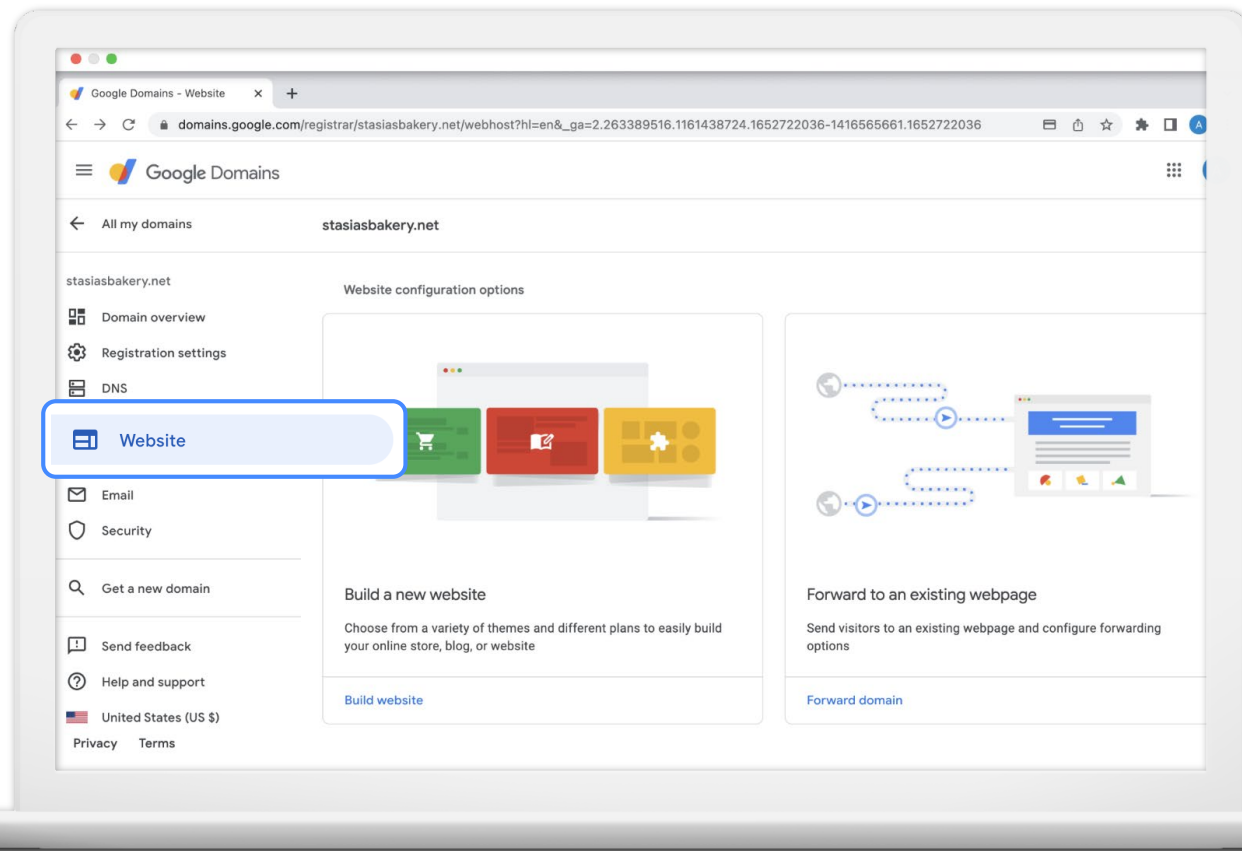 Google Domains - Website
domains.google.com/registrar/stasiasbakery.net/webhost?hl=en&_ga=2.263389516.1161438724.1652722036-1416565661.1652722036
A
Google Domains
All my domains
stasiasbakery.net
stasiasbakery.net
Domain overview
Registration settings
DNS
Website
Email
Security
Get a new domain
Send feedback
Help and support
United States (US $)
Privacy Terms
Website configuration options
Build a new website
Choose from a variety of themes and different plans to easily build
your online store, blog, or website
Build website
Forward to an existing webpage
Send visitors to an existing webpage and configure forwarding
options
Forward domain